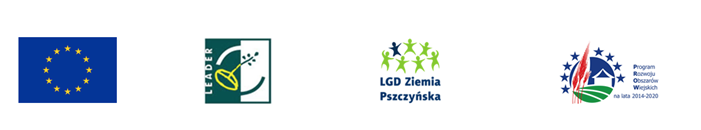 LEADER
LGD Ziemia
Pszczyńska
Program
Rozwoju
Obszarów
Wiejskich
na lata 2014-2020